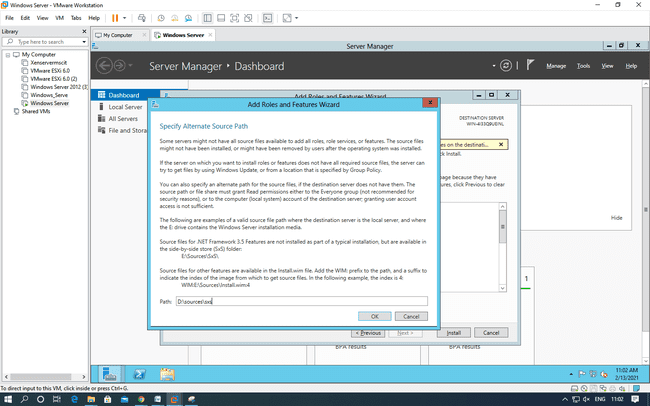 Windows Server - VMware Workstation
File Edit View VM Tabs Help
Library
Type here to search
My Computer
Xenservermscit
VMware ESXi 6.0
VMware ESXi 6.0 (2)
Windows Server 2012 (3)
Windows_Serve
Windows Server
Shared VMs
My Computer
Windows Server
Server Manager
Server Manager • Dashboard
Manage Tools View Help
Dashboard
Local Server
All Servers
File and Stora
Add Roles and Features Wizard
DESTINATION SERVER
es on the destinati...
ck Install.
page because they have
eatures, click Previous to clear
Hide
1
Add Roles and Features Wizard
Specify Alternate Source Path
Some servers might not have all source files available to add all roles, role services, or features. The source files
might not have been installed, or might have been removed by users after the operating system was installed.
If the server on which you want to install roles or features does not have all required source files, the server can
try to get files by using Windows Update, or from a location that is specified by Group Policy.
You can also specify an alternate path for the source files, if the destination server does not have them. The
source path or file share must grant Read permissions either to the Everyone group (not recommended for
security reasons), or to the computer (local system) account of the destination server; granting user account
access is not sufficient.
The following are examples of a valid source file path where the destination server is the local server, and where
the E: drive contains the Windows Server installation media.
Source files for .NET Framework 3.5 Features are not installed as part of a typical installation, but are available in
the side-by-side store (SxS) folder:
E:\Sources\SxS\
Source files for other features are available in the Install.wim file. Add the WIM: prefix to the path, and a suffix to
indicate the index of the image from which to get source files. In the following example, the index is 4:
WIM:E:\Sources\Install.wim:4
Path: D:\sources\sxs
OK Cancel
< Previous Next > Install Cancel
BPA results BPA results
11:02 AM
2/13/2021
To direct input to this VM, click inside or press Ctrl+G.
ENG 11:02